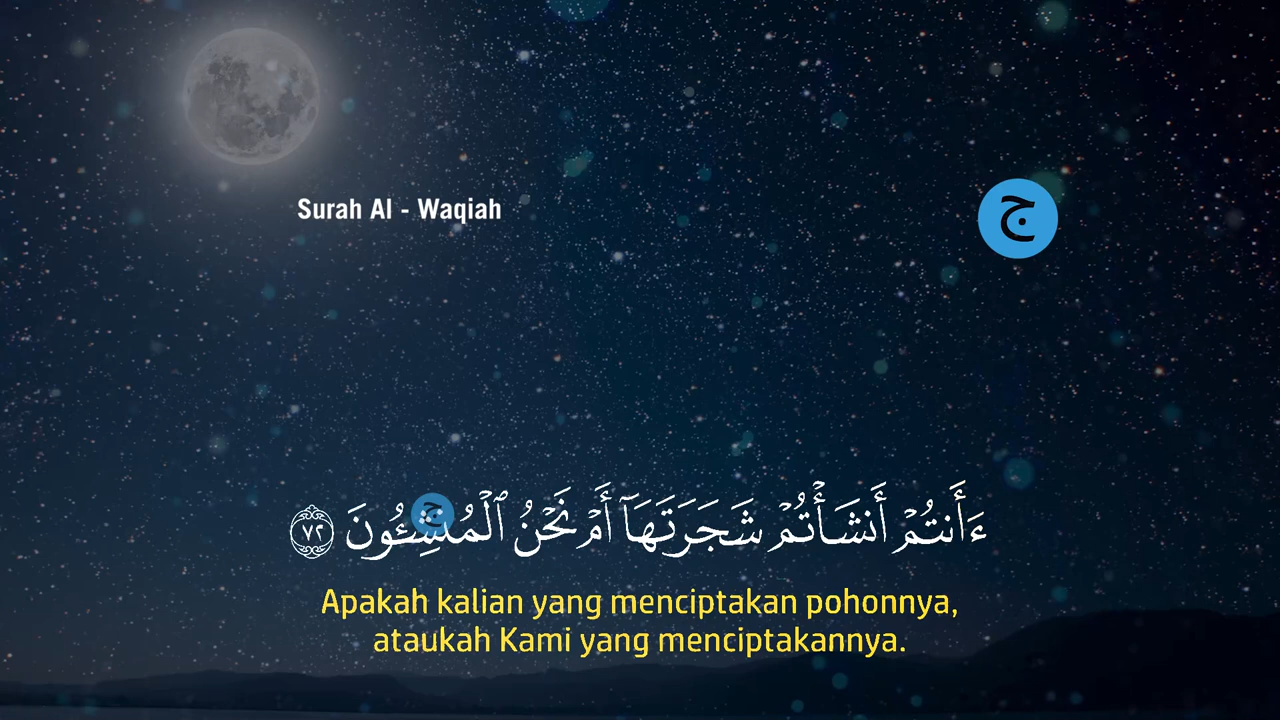 Surah Al - Waqiah
ج
ءَأَنتُمْ أَنشَأْتُمْ شَجَرَتَهَآ أَمْ نَحْنُ ٱلْمُنشِـُٔونَ ٧٢
ج
Apakah kalian yang menciptakan pohonnya,
ataukah Kami yang menciptakannya.